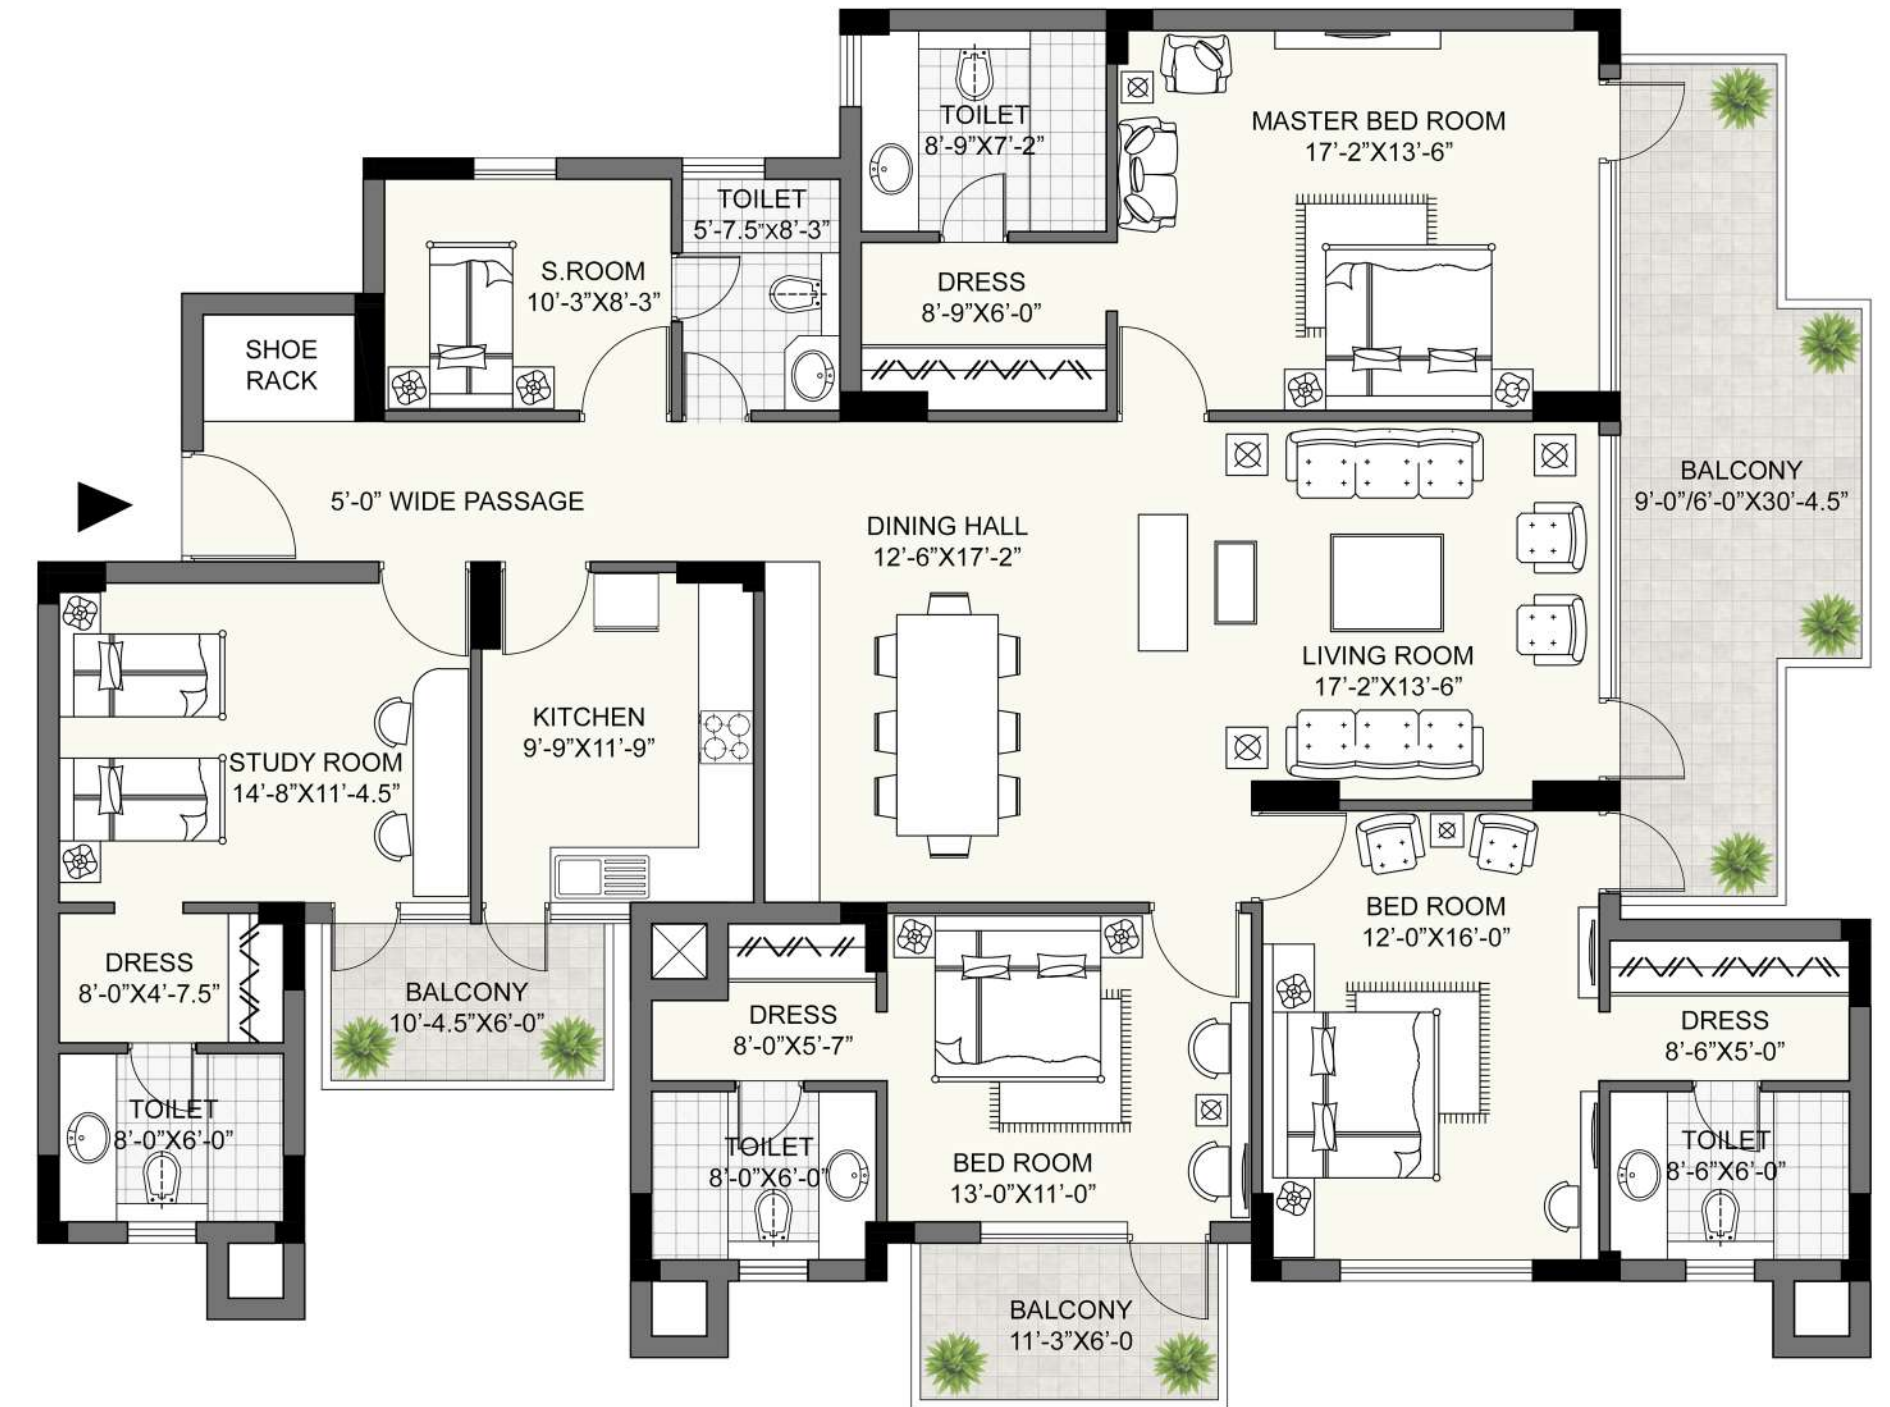 TOILET
8'-9"X7'-2"
MASTER BED ROOM
17'-2"X13'-6"
TOILET
5'-7.5"X8'-3"
S.ROOM
10'-3"X8'-3"
DRESS
8'-9"X6'-0"
SHOE
RACK
5'-0" WIDE PASSAGE
DINING HALL
12'-6"X17'-2"
BALCONY
9'-0"/6'-0"X30'-4.5"
LIVING ROOM
17'-2"X13'-6"
KITCHEN
9'-9"X11'-9"
STUDY ROOM
14'-8"X11'-4.5"
BED ROOM
12'-0"X16'-0"
DRESS
8'-0"X4'-7.5"
BALCONY
10'-4.5"X6'-0"
DRESS
8'-0"X5'-7"
DRESS
8'-6"X5'-0"
TOILET
8'-0"X6'-0"
TOILET
8'-0"X6'-0"
BED ROOM
13'-0"X11'-0"
TOILET
8'-6"X6'-0"
BALCONY
11'-3"X6'-0